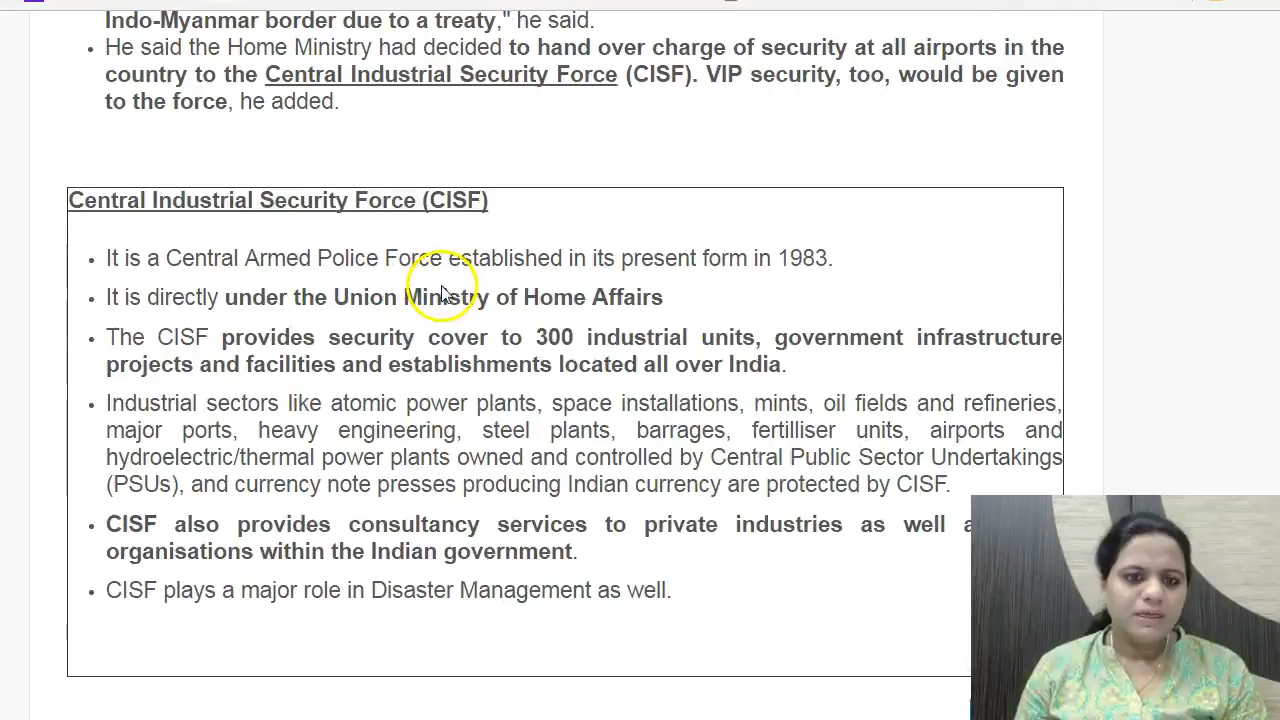 Indo-Myanmar border due to a treaty," he said.
• He said the Home Ministry had decided to hand over charge of security at all airports in the
country to the Central Industrial Security Force (CISF). VIP security, too, would be given
to the force, he added.
Central Industrial Security Force (CISF)
• It is a Central Armed Police Force established in its present form in 1983.
• It is directly under the Union Ministry of Home Affairs
• The CISF provides security cover to 300 industrial units, government infrastructure
projects and facilities and establishments located all over India.
• Industrial sectors like atomic power plants, space installations, mints, oil fields and refineries,
major ports, heavy engineering, steel plants, barrages, fertilliser units, airports and
hydroelectric/thermal power plants owned and controlled by Central Public Sector Undertakings
(PSUs), and currency note presses producing Indian currency are protected by CISF.
• CISF also provides consultancy services to private industries as well
organisations within the Indian government.
• CISF plays a major role in Disaster Management as well.